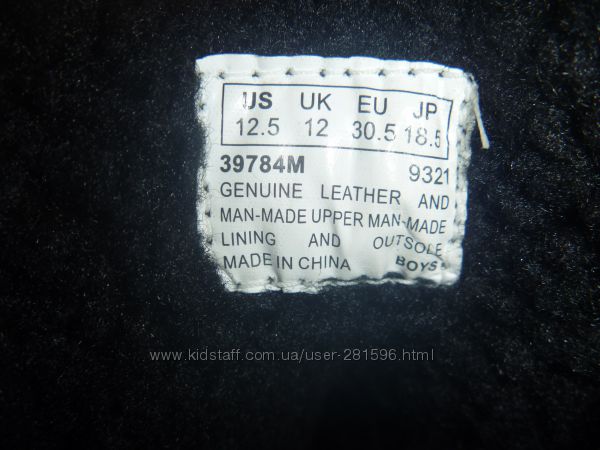 US UK EU JP
12.5 12 30.5 18.5
39784M 9321
GENUINE LEATHER AND
MAN-MADE UPPER MAN-MADE
LINING AND OUTSOLE
MADE IN CHINA BOYS'
www.kidstaff.com.ua/user-281596.html